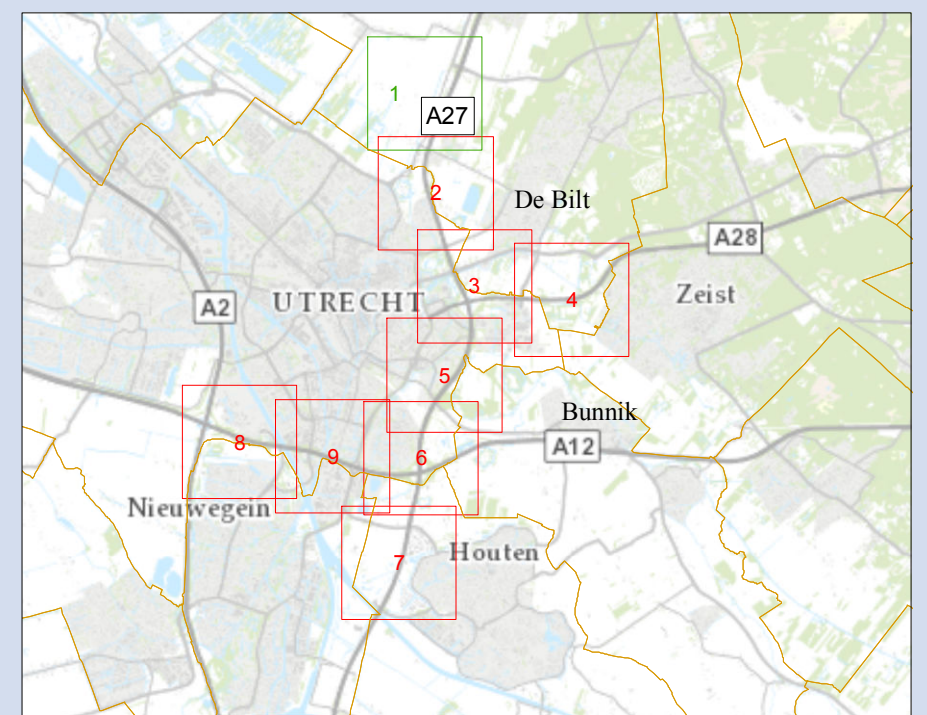 1
A27
2
De Bilt
A28
3
4
Zeist
A2
UTRECHT
5
Bunnik
8
9
6
A12
Nieuwegein
Houten
7